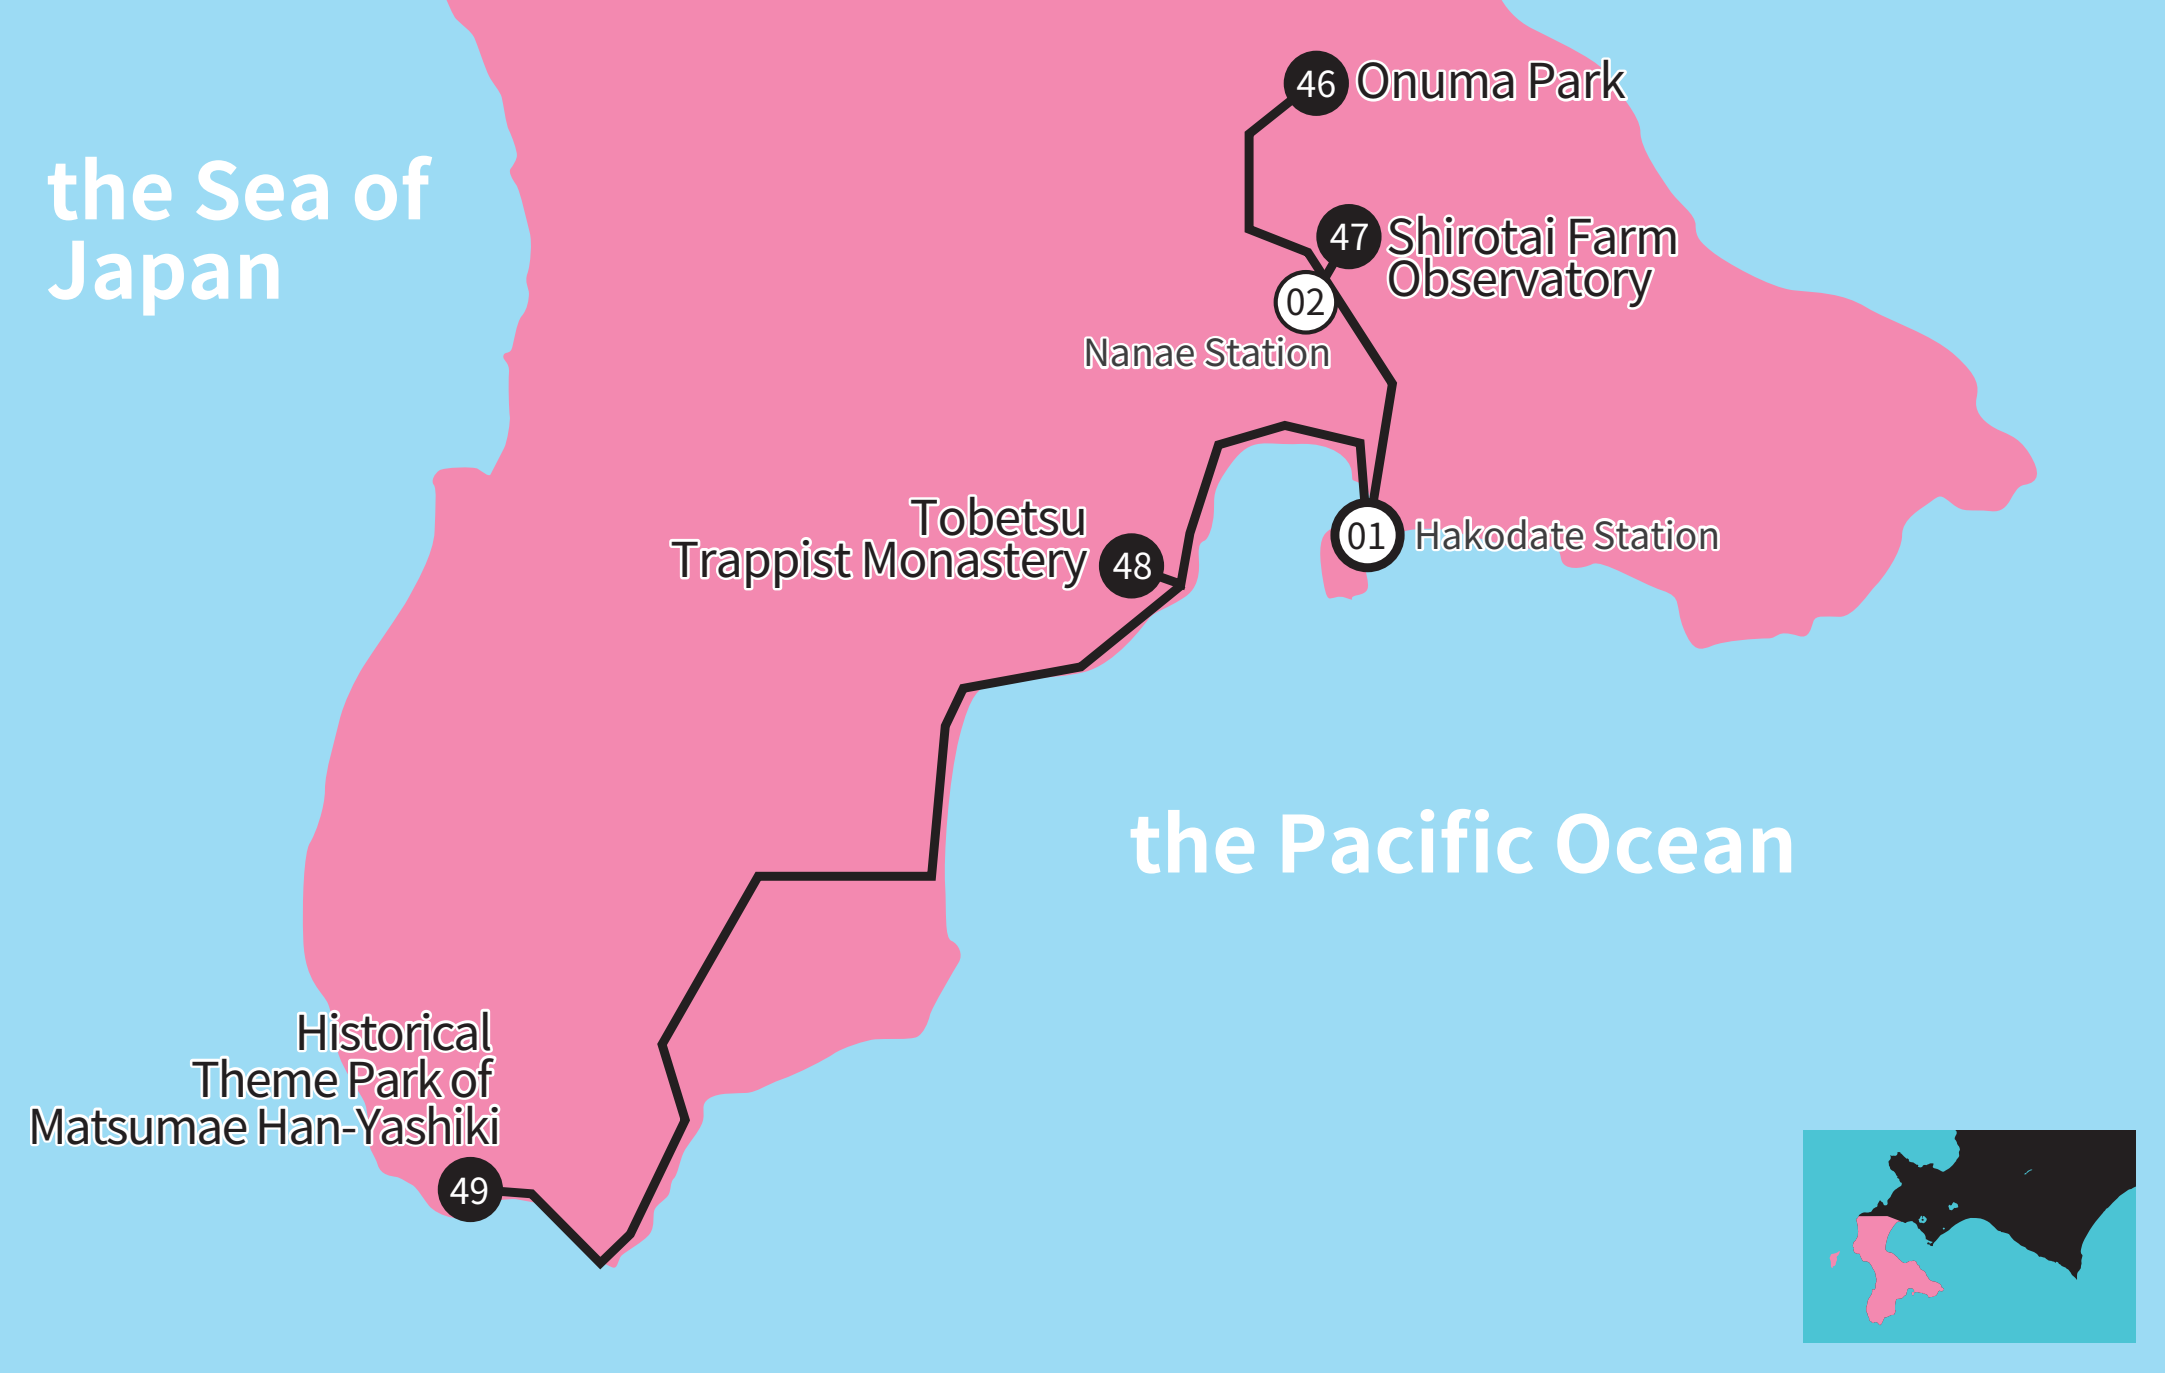 46 Onuma Park
the Sea of
Japan
47 Shirotai Farm
Observatory
02
Nanae Station
Tobetsu
Trappist Monastery
48
01 Hakodate Station
the Pacific Ocean
Historical
Theme Park of
Matsumae Han-Yashiki
49